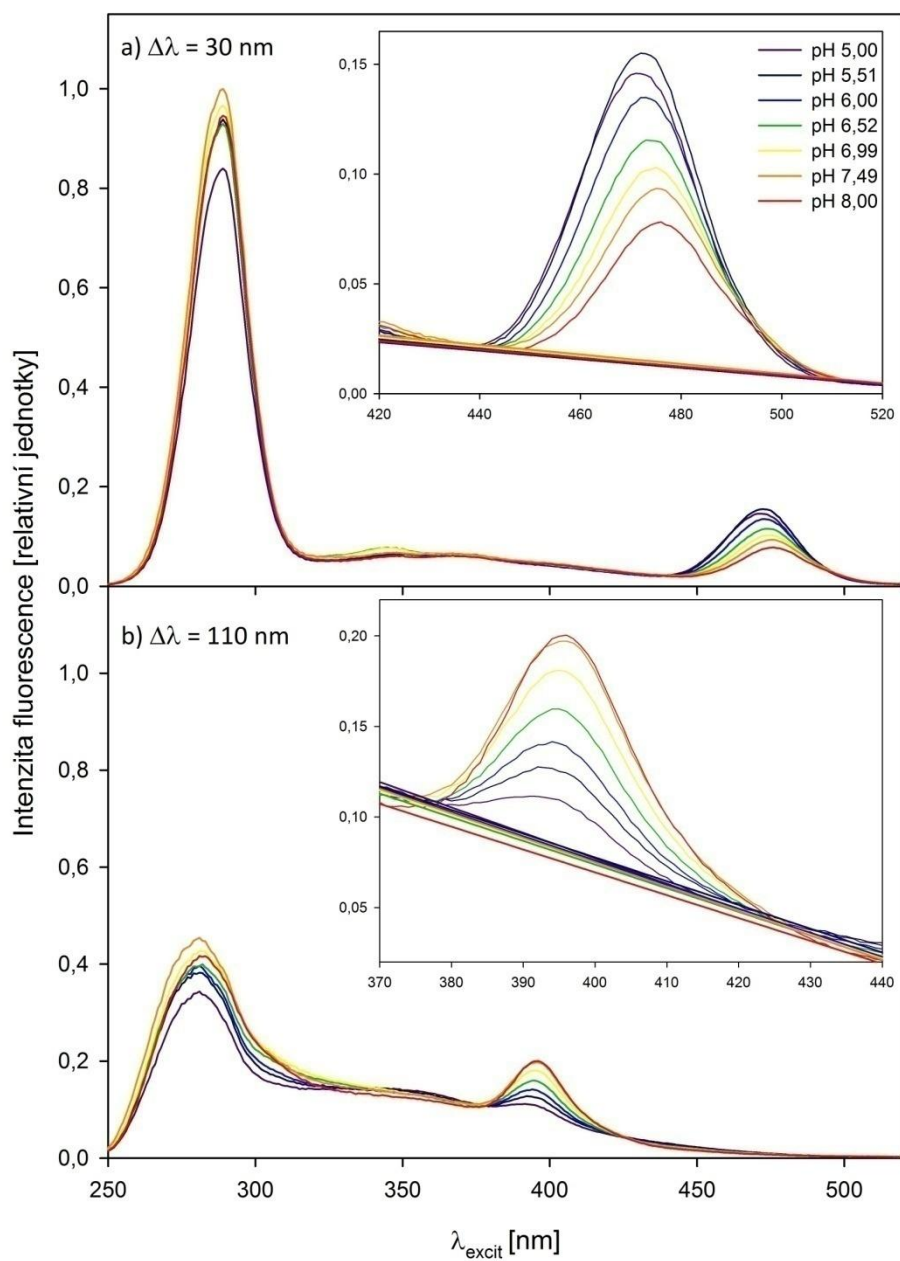 a) Δλ = 30 nm
pH 5,00
pH 5,51
pH 6,00
pH 6,52
pH 6,99
pH 7,49
pH 8,00
0,15
0,10
0,05
0,00
420 440 460 480 500 520
1,0
0,8
0,6
0,4
0,2
0,0
b) Δλ = 110 nm
0,20
0,15
0,10
0,05
370 380 390 400 410 420 430 440
1,0
0,8
0,6
0,4
0,2
0,0
250 300 350 400 450 500
Intenzita fluorescence [relativní jednotky]
λexcit [nm]